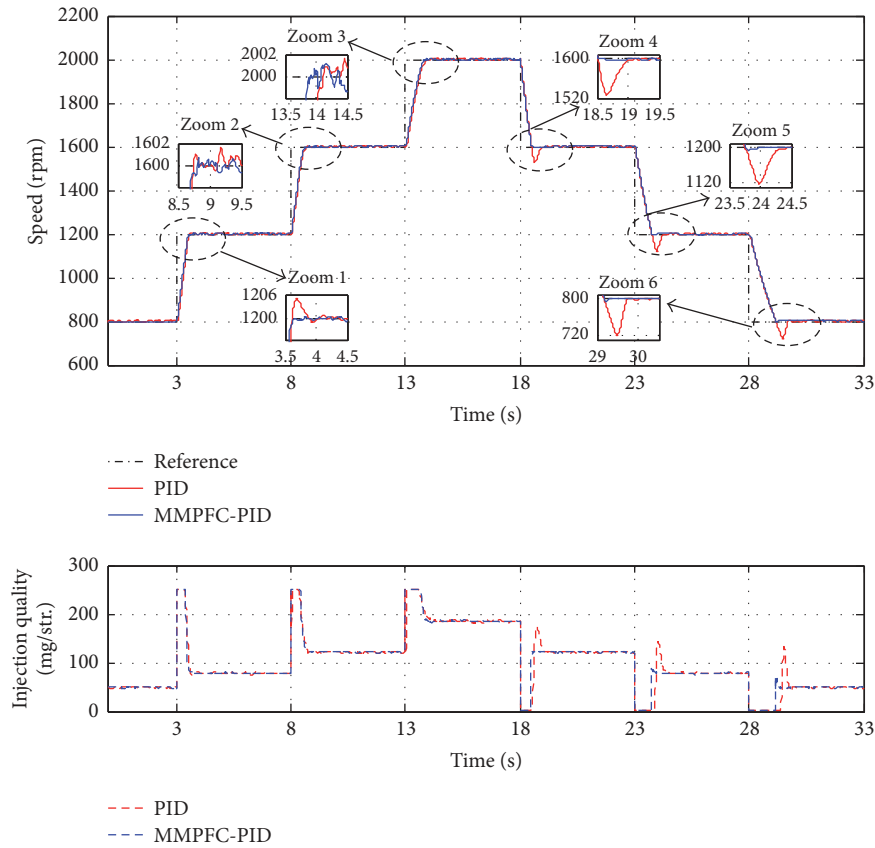 2200
2000
1800
1600
1400
1200
1000
800
600
Speed (rpm)
Zoom 3
2002
2000
13.5 14 14.5
Zoom 4
1600
1520
18.5 19 19.5
Zoom 2
1602
1600
8.5 9 9.5
Zoom 5
1200
1120
23.5 24 24.5
Zoom 1
1206
1200
3.5 4 4.5
Zoom 6
800
720
29 30
3 8 13 18 23 28 33
Time (s)
Reference
PID
MMPFC-PID
300
200
100
0
Injection quality
(mg/str.)
3 8 13 18 23 28 33
Time (s)
PID
MMPFC-PID